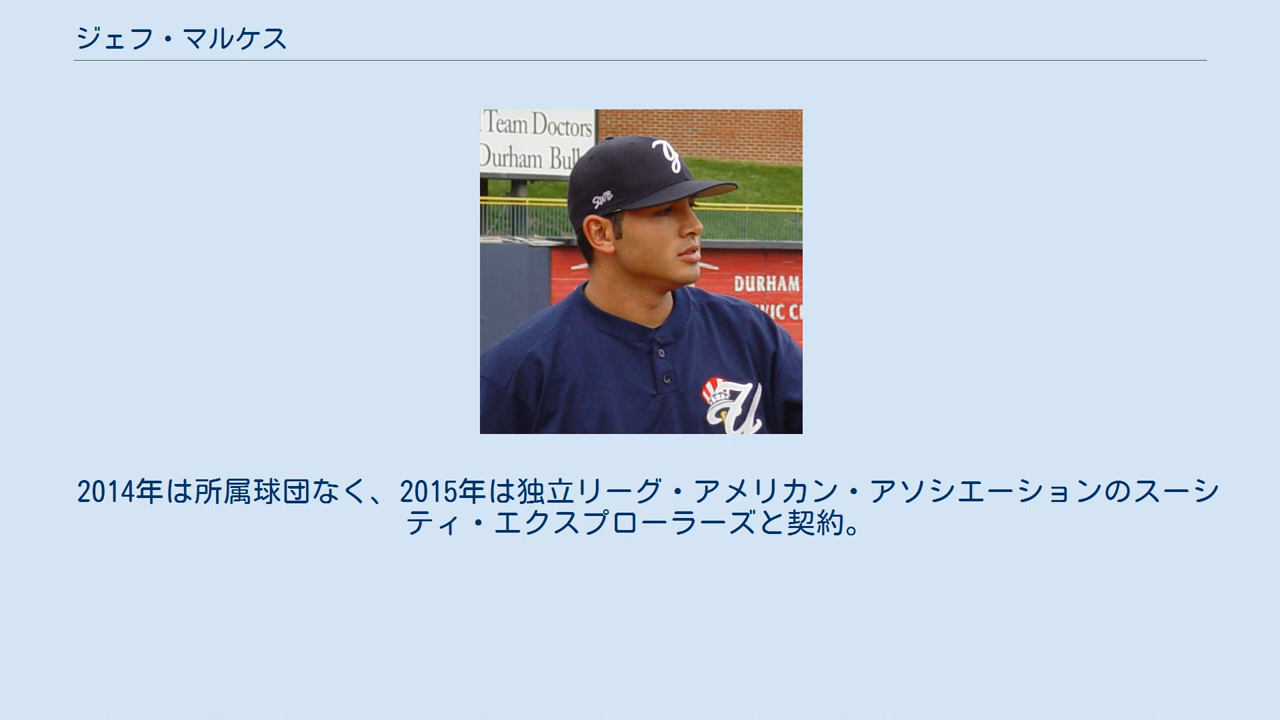 ジェフ・マルケス
Team Doctors
Durham Bull
SWB
DURHAM
2014年は所属球団なく、2015年は独立リーグ・アメリカン・アソシエーションのスーシ
ティ・エクスプローラーズと契約。